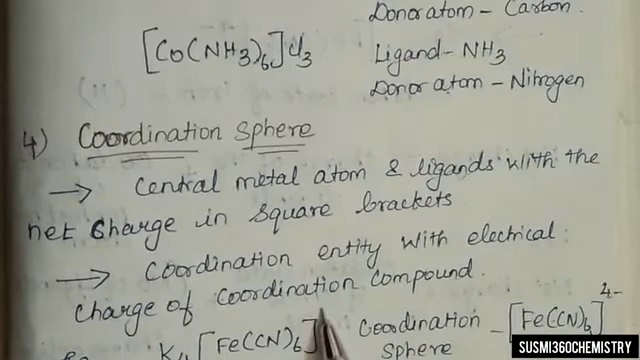 Donor atom - Carbon.
[Co(NH3)6]Cl3 Ligand - NH3
Donor atom - Nitrogen
4) Coordination Sphere
→ Central metal atom & ligands with the
net charge in square brackets
→ Coordination entity with electrical
charge of coordination compound.
K4[Fe(CN)6] Coordination - [Fe(CN)6]4-
sphere
SUSMI360CHEMISTRY